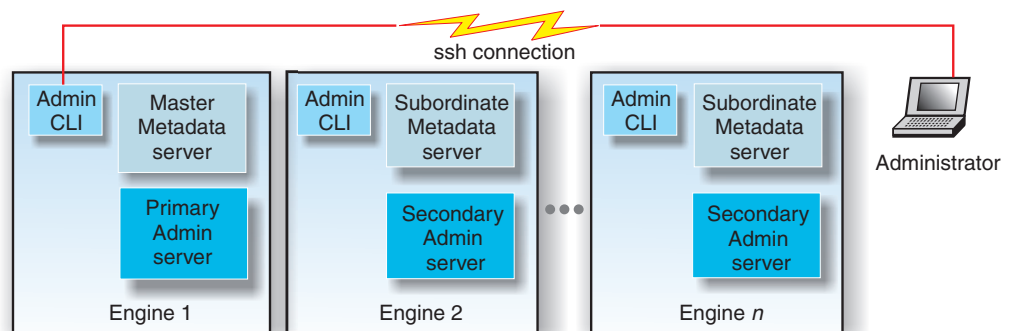 ssh connection
Admin
CLI
Master
Metadata
server
Primary
Admin
server
Engine 1
Admin
CLI
Subordinate
Metadata
server
Secondary
Admin
server
Engine 2
Admin
CLI
Subordinate
Metadata
server
Secondary
Admin
server
Engine n
Administrator